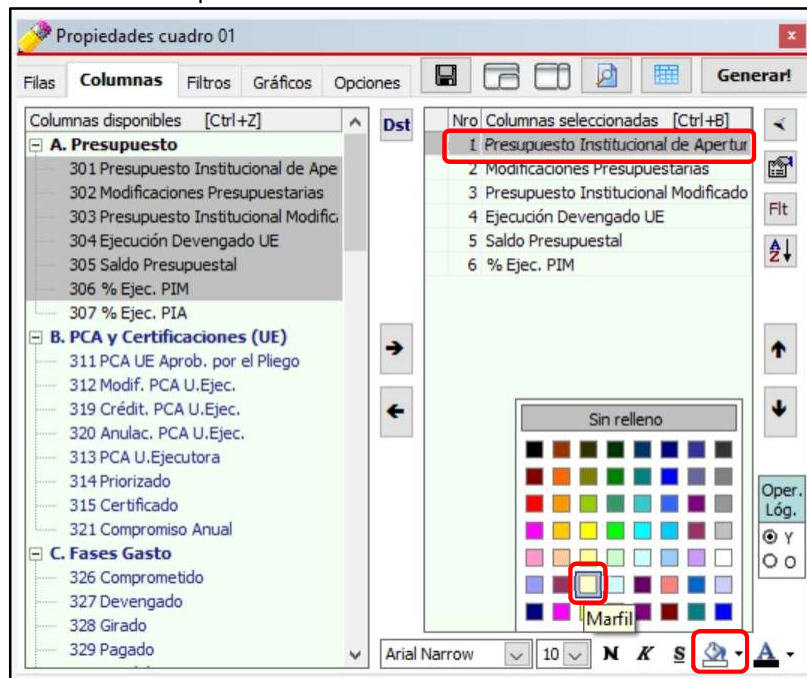 Propiedades cuadro 01
x
Filas Columnas Filtros Gráficos Opciones Generar!
Columnas disponibles [Ctrl+Z]
A. Presupuesto
301 Presupuesto Institucional de Ape
302 Modificaciones Presupuestarias
303 Presupuesto Institucional Modific
304 Ejecución Devengado UE
305 Saldo Presupuestal
306 % Ejec. PIM
307 % Ejec. PIA
B. PCA y Certificaciones (UE)
311 PCA UE Aprob. por el Pliego
312 Modif. PCA U.Ejec.
319 Crédit. PCA U.Ejec.
320 Anulac. PCA U.Ejec.
313 PCA U.Ejecutora
314 Priorizado
315 Certificado
321 Compromiso Anual
C. Fases Gasto
326 Comprometido
327 Devengado
328 Girado
329 Pagado
Dst
Nro Columnas seleccionadas [Ctrl+B]
1 Presupuesto Institucional de Apertur
2 Modificaciones Presupuestarias
3 Presupuesto Institucional Modificado
4 Ejecución Devengado UE
5 Saldo Presupuestal
6 % Ejec. PIM
Flt
A
Z
Sin relleno
Marfil
Oper.
Lóg.
Y
O
Arial Narrow 10 N K S A